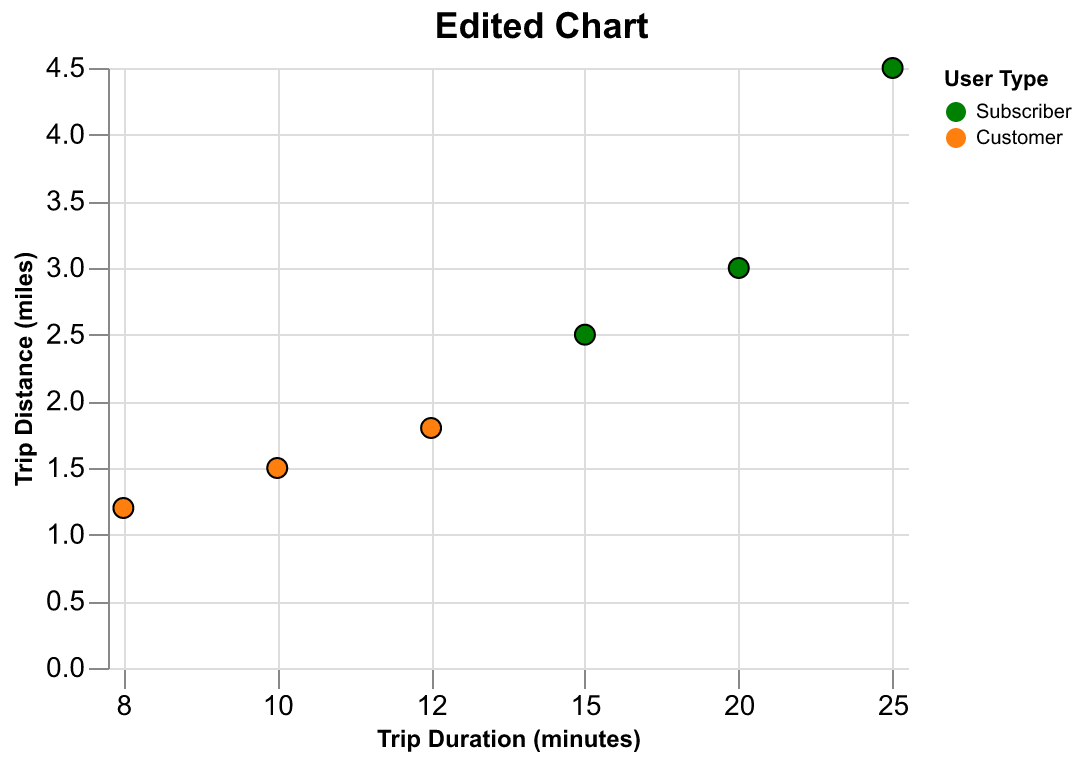 Edited Chart
4.5
4.0
3.5
3.0
2.5
2.0
1.5
1.0
0.5
0.0
Trip Distance (miles)
8 10 12 15 20 25
Trip Duration (minutes)
User Type
Subscriber
Customer